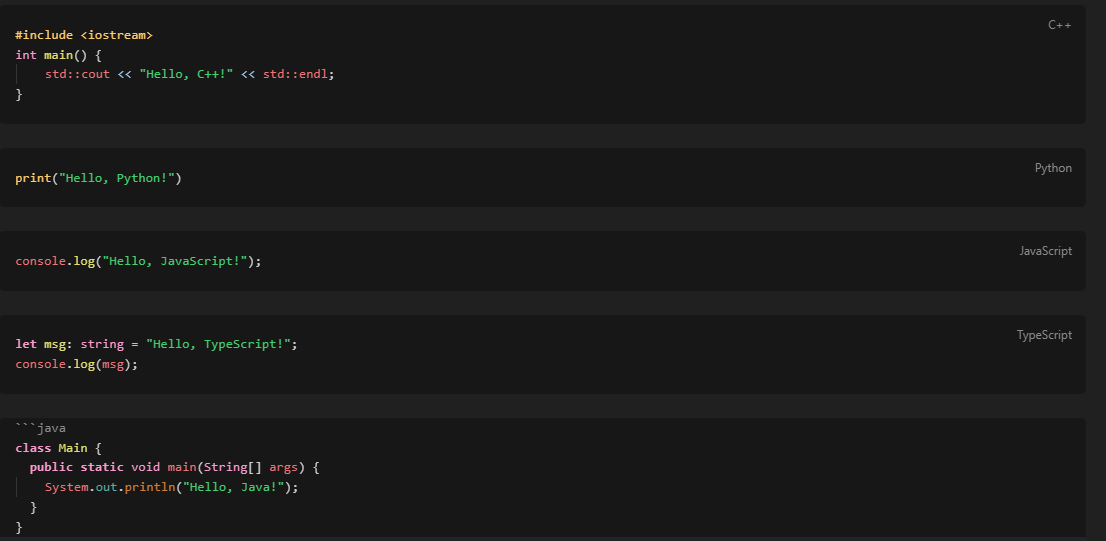 C++
#include <iostream>
int main() {
    std::cout << "Hello, C++!" << std::endl;
}
Python
print("Hello, Python!")
JavaScript
console.log("Hello, JavaScript!");
TypeScript
let msg: string = "Hello, TypeScript!";
console.log(msg);
```java
class Main {
  public static void main(String[] args) {
    System.out.println("Hello, Java!");
  }
}